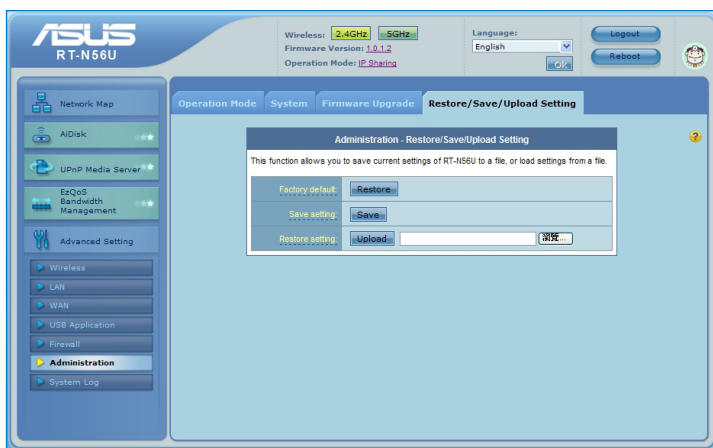 ASUS
RT-N56U
Wireless: 2.4GHz 5GHz
Firmware Version: 1.0.1.2
Operation Mode: IP Sharing
Language:
English
Ok
Logout
Reboot
Network Map
AiDisk
UPnP Media Server
EzQoS
Bandwidth
Management
Advanced Setting
Wireless
LAN
WAN
USB Application
Firewall
Administration
System Log
Operation Mode System Firmware Upgrade Restore/Save/Upload Setting
Administration - Restore/Save/Upload Setting
This function allows you to save current settings of RT-N56U to a file, or load settings from a file.
Factory default: Restore
Save setting: Save
Restore setting: Upload 瀏覽...
?